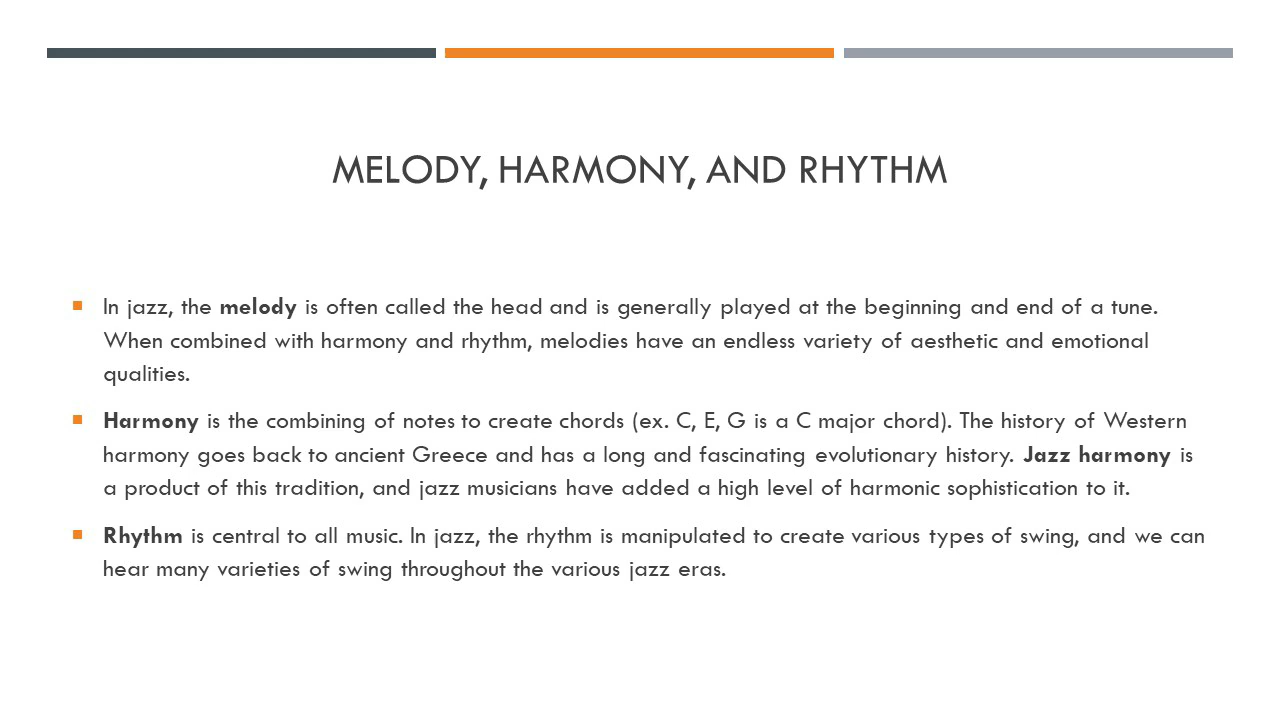 MELODY, HARMONY, AND RHYTHM
In jazz, the melody is often called the head and is generally played at the beginning and end of a tune.
When combined with harmony and rhythm, melodies have an endless variety of aesthetic and emotional
qualities.
Harmony is the combining of notes to create chords (ex. C, E, G is a C major chord). The history of Western
harmony goes back to ancient Greece and has a long and fascinating evolutionary history. Jazz harmony is
a product of this tradition, and jazz musicians have added a high level of harmonic sophistication to it.
Rhythm is central to all music. In jazz, the rhythm is manipulated to create various types of swing, and we can
hear many varieties of swing throughout the various jazz eras.